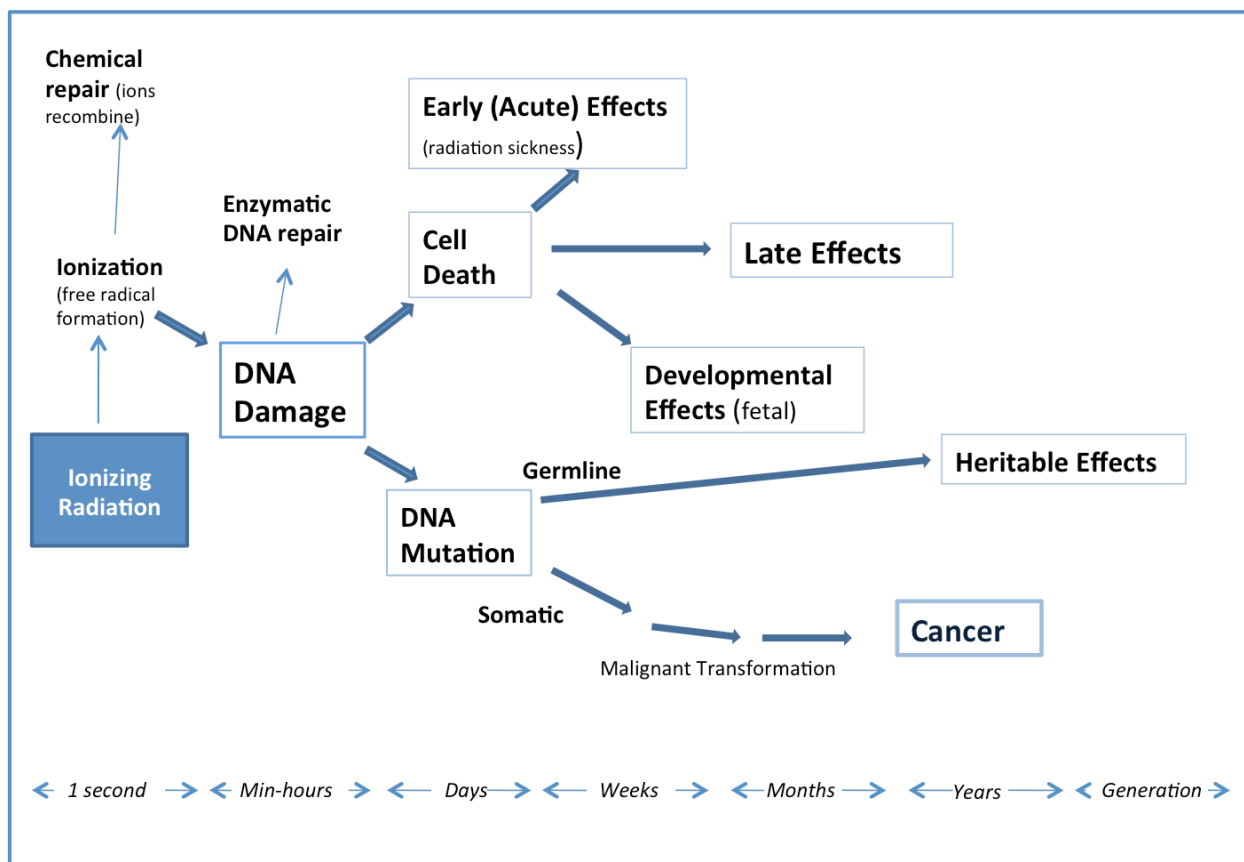 Chemical
repair (ions
recombine)
Early (Acute) Effects
(radiation sickness)
Enzymatic
DNA repair
Cell
Death
Late Effects
Ionization
(free radical
formation)
DNA
Damage
Developmental
Effects (fetal)
Ionizing
Radiation
Germline
Heritable Effects
DNA
Mutation
Somatic
Cancer
Malignant Transformation
1 second
Min-hours
Days
Weeks
Months
Years
Generation